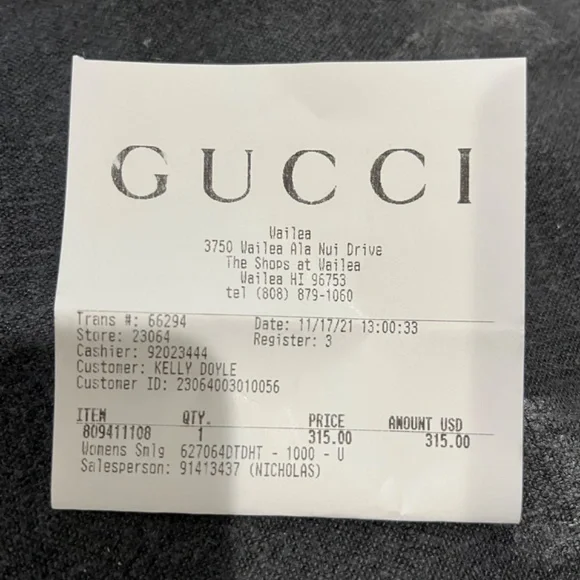 GUCCI
Wailea
3750 Wailea Ala Nui Drive
The Shops at Wailea
Wailea HI 96753
tel (808) 879-1060
Trans #: 66294 Date: 11/17/21 13:00:33
Store: 23064 Register: 3
Cashier: 92023444
Customer: KELLY DOYLE
Customer ID: 23064003010056
ITEM QTY. PRICE AMOUNT USD
809411108 1 315.00 315.00
Womens Smlg 627064DTDHT - 1000 - U
Salesperson: 91413437 (NICHOLAS)